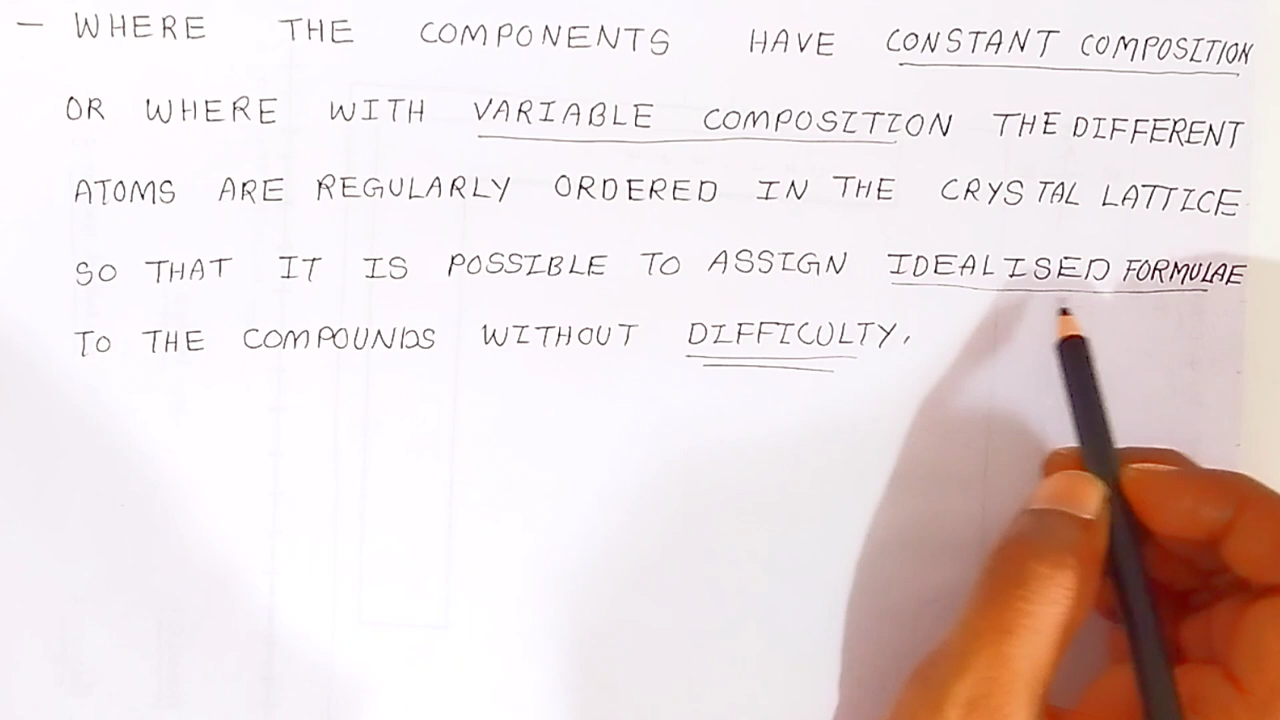 — WHERE THE COMPONENTS HAVE CONSTANT COMPOSITION
OR WHERE WITH VARIABLE COMPOSITION THE DIFFERENT
ATOMS ARE REGULARLY ORDERED IN THE CRYSTAL LATTICE
SO THAT IT IS POSSIBLE TO ASSIGN IDEALISED FORMULAE
TO THE COMPOUNDS WITHOUT DIFFICULTY.